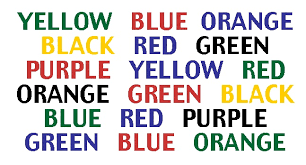 YELLOW BLUE ORANGE
BLACK RED GREEN
PURPLE YELLOW RED
ORANGE GREEN BLACK
BLUE RED PURPLE
GREEN BLUE ORANGE